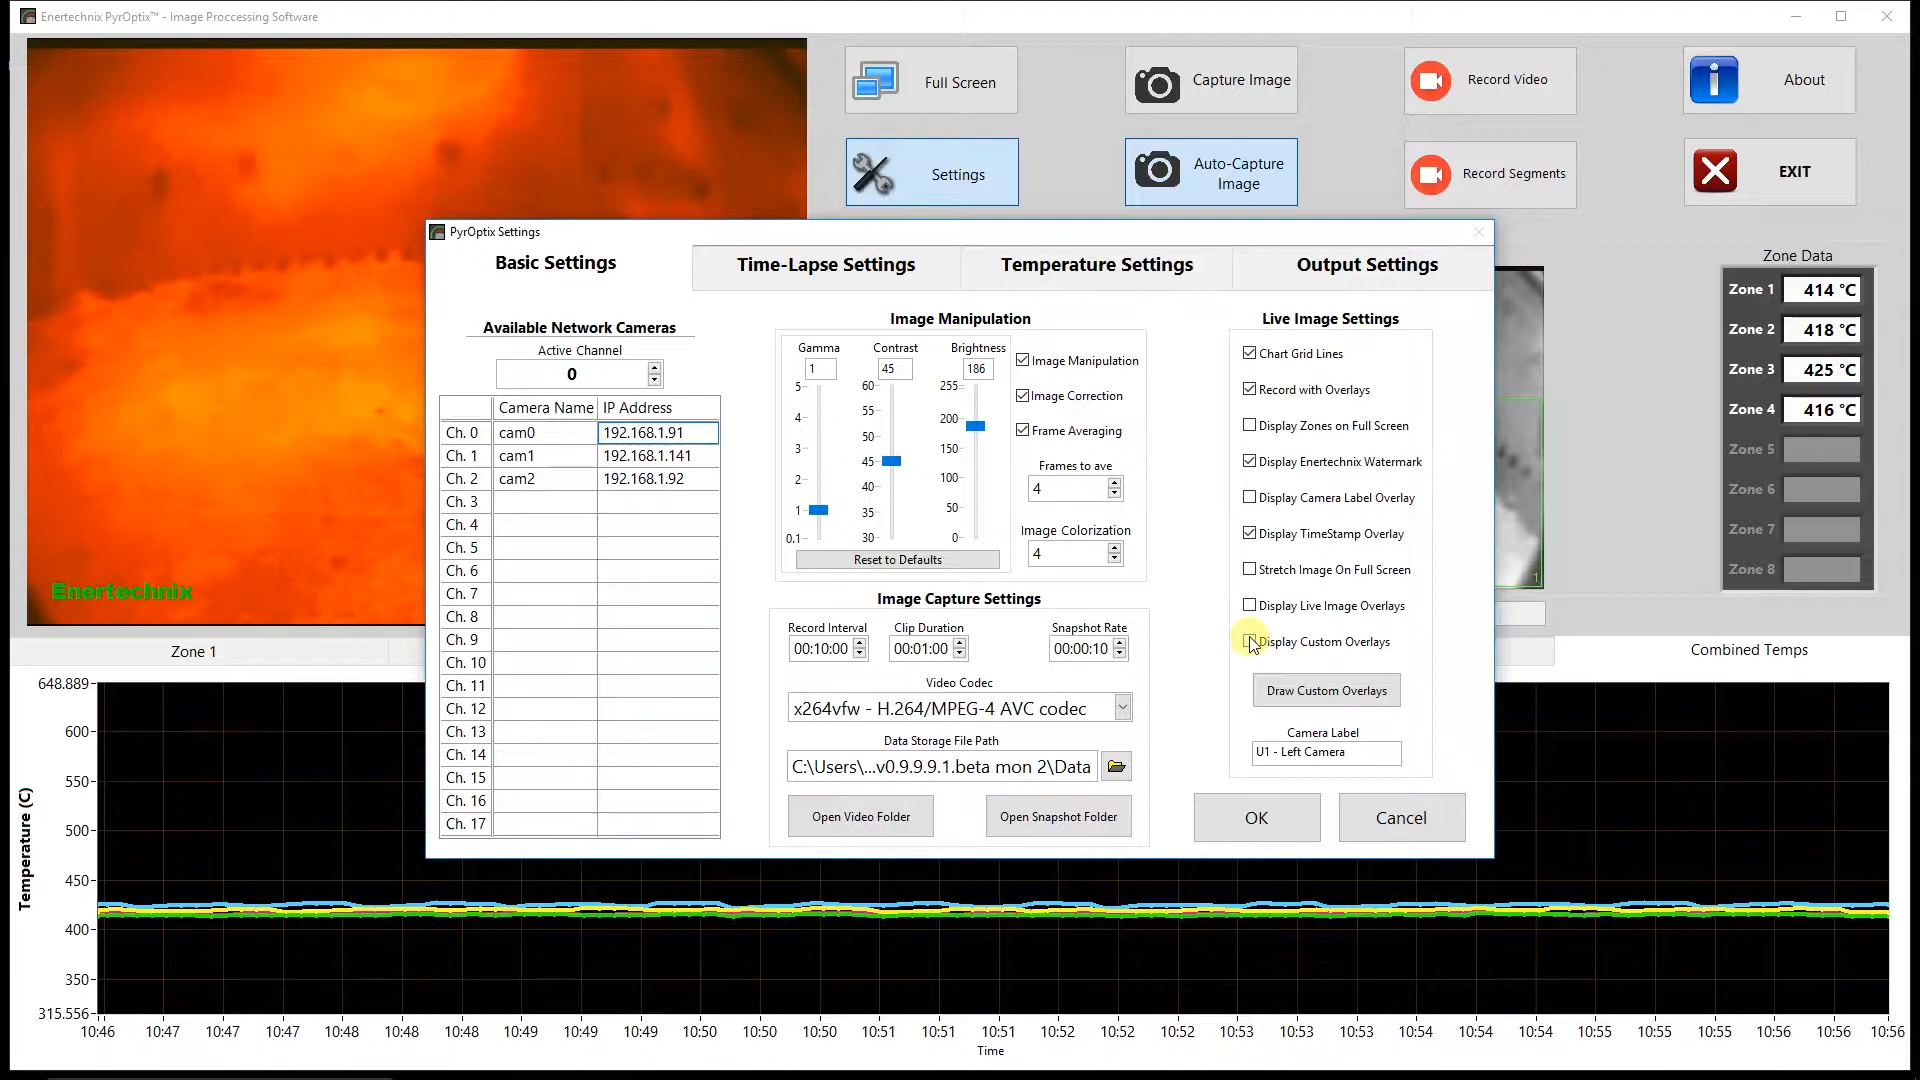 Enertechnix PyrOptix™ - Image Proccessing Software
Full Screen
Capture Image
Record Video
About
Settings
Auto-Capture
Image
Record Segments
EXIT
Enertechnix
PyrOptix Settings
Basic Settings
Time-Lapse Settings
Temperature Settings
Output Settings
Available Network Cameras
Active Channel
0
Camera Name IP Address
Ch. 0 cam0 192.168.1.91
Ch. 1 cam1 192.168.1.141
Ch. 2 cam2 192.168.1.92
Ch. 3
Ch. 4
Ch. 5
Ch. 6
Ch. 7
Ch. 8
Ch. 9
Ch. 10
Ch. 11
Ch. 12
Ch. 13
Ch. 14
Ch. 15
Ch. 16
Ch. 17
Image Manipulation
Gamma Contrast Brightness
1 45 186
5 60 255
4 55 200
3 50 150
2 45 100
1 40 50
0.1 35 0
30
Reset to Defaults
Image Manipulation
Image Correction
Frame Averaging
Frames to ave
4
Image Colorization
4
Image Capture Settings
Record Interval Clip Duration Snapshot Rate
00:10:00 00:01:00 00:00:10
Video Codec
x264vfw - H.264/MPEG-4 AVC codec
Data Storage File Path
C:\Users\...v0.9.9.9.1.beta mon 2\Data
Open Video Folder
Open Snapshot Folder
Live Image Settings
Chart Grid Lines
Record with Overlays
Display Zones on Full Screen
Display Enertechnix Watermark
Display Camera Label Overlay
Display TimeStamp Overlay
Stretch Image On Full Screen
Display Live Image Overlays
Display Custom Overlays
Draw Custom Overlays
Camera Label
U1 - Left Camera
OK
Cancel
1
Zone Data
Zone 1 414 °C
Zone 2 418 °C
Zone 3 425 °C
Zone 4 416 °C
Zone 5
Zone 6
Zone 7
Zone 8
Zone 1
Combined Temps
Temperature (C)
648.889
600
550
500
450
400
350
315.556
10:46 10:47 10:47 10:47 10:48 10:48 10:48 10:49 10:49 10:49 10:50 10:50 10:50 10:51 10:51 10:51 10:52 10:52 10:52 10:53 10:53 10:53 10:54 10:54 10:54 10:55 10:55 10:55 10:56 10:56 10:56
Time